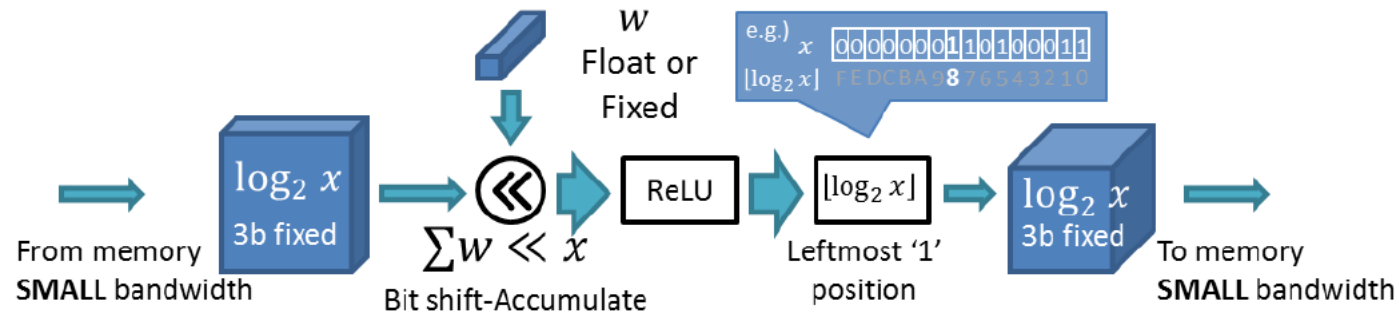 w
Float or
Fixed
e.g.) x 0000000110100011
⌊log₂ x⌋ FEDCBA9876543210
log₂ x
3b fixed
≪
ReLU
⌊log₂ x⌋
log₂ x
3b fixed
From memory
SMALL bandwidth
∑w ≪ x
Bit shift-Accumulate
Leftmost ‘1’
position
To memory
SMALL bandwidth